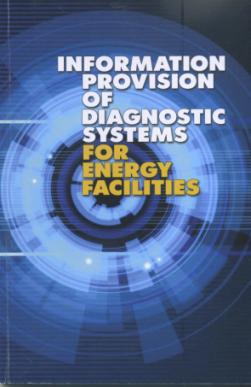 INFORMATION
PROVISION
OF
DIAGNOSTIC
SYSTEMS
FOR
ENERGY
FACILITIES